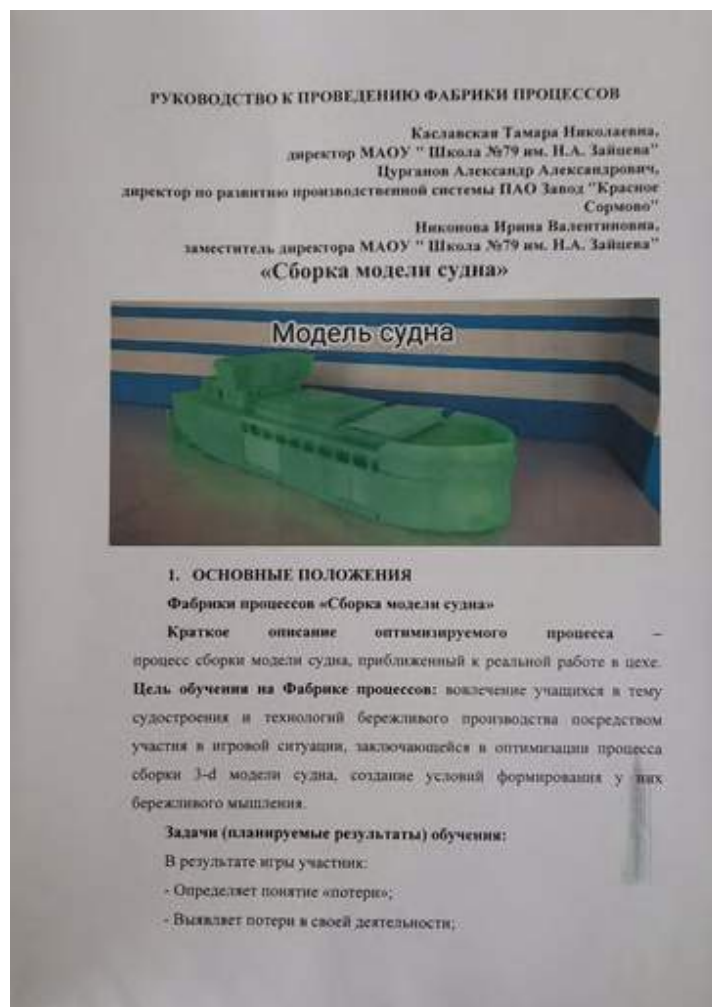 РУКОВОДСТВО К ПРОВЕДЕНИЮ ФАБРИКИ ПРОЦЕССОВ
Каславская Тамара Николаевна,
директор МАОУ " Школа №79 им. Н.А. Зайцева"
Цурганов Александр Александрович,
директор по развитию производственной системы ПАО Завод "Красное
Сормово"
Никонова Ирина Валентиновна,
заместитель директора МАОУ " Школа №79 им. Н.А. Зайцева"
«Сборка модели судна»
Модель судна
1. ОСНОВНЫЕ ПОЛОЖЕНИЯ
Фабрики процессов «Сборка модели судна»
Краткое описание оптимизируемого процесса –
процесс сборки модели судна, приближенный к реальной работе в цехе.
Цель обучения на Фабрике процессов: вовлечение учащихся в тему
судостроения и технологий бережливого производства посредством
участия в игровой ситуации, заключающейся в оптимизации процесса
сборки 3-d модели судна, создание условий формирования у них
бережливого мышления.
Задачи (планируемые результаты) обучения:
В результате игры участник:
- Определяет понятие «потери»;
- Выявляет потери в своей деятельности;